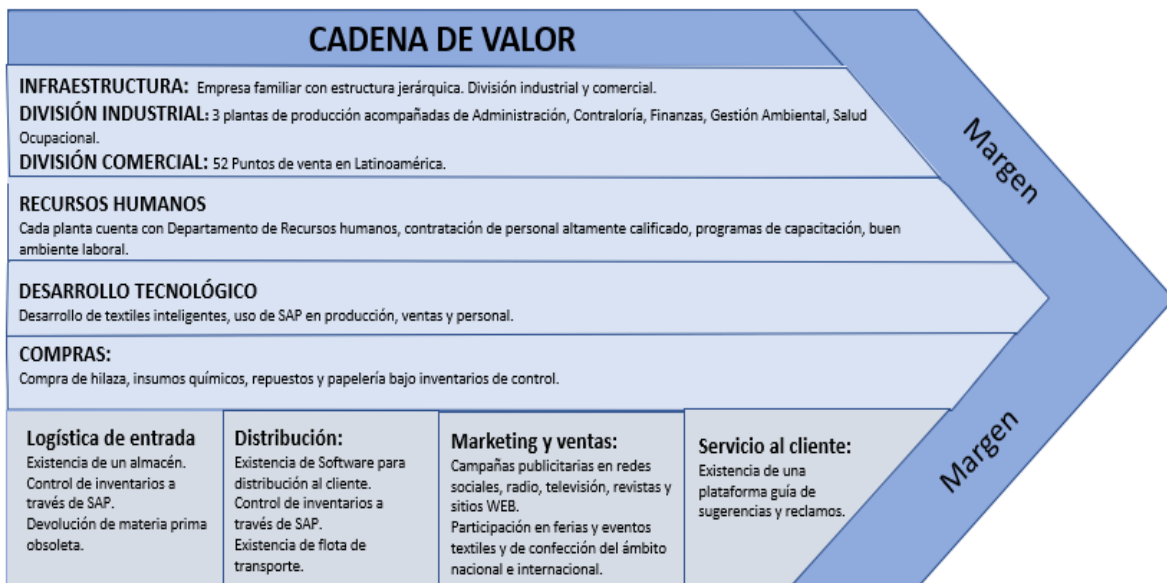 CADENA DE VALOR
INFRAESTRUCTURA: Empresa familiar con estructura jerárquica. División industrial y comercial.
DIVISIÓN INDUSTRIAL: 3 plantas de producción acompañadas de Administración, Contraloría, Finanzas, Gestión Ambiental, Salud
Ocupacional.
DIVISIÓN COMERCIAL: 52 Puntos de venta en Latinoamérica.
Margen
RECURSOS HUMANOS
Cada planta cuenta con Departamento de Recursos humanos, contratación de personal altamente calificado, programas de capacitación, buen
ambiente laboral.
DESARROLLO TECNOLÓGICO
Desarrollo de textiles inteligentes, uso de SAP en producción, ventas y personal.
COMPRAS:
Compra de hilaza, insumos químicos, repuestos y papelería bajo inventarios de control.
Logística de entrada
Existencia de un almacén.
Control de inventarios a
través de SAP.
Devolución de materia prima
obsoleta.
Distribución:
Existencia de Software para
distribución al cliente.
Control de inventarios a
través de SAP.
Existencia de flota de
transporte.
Marketing y ventas:
Campañas publicitarias en redes
sociales, radio, televisión, revistas y
sitios WEB.
Participación en ferias y eventos
textiles y de confección del ámbito
nacional e internacional.
Servicio al cliente:
Existencia de una
plataforma guía de
sugerencias y reclamos.
Margen